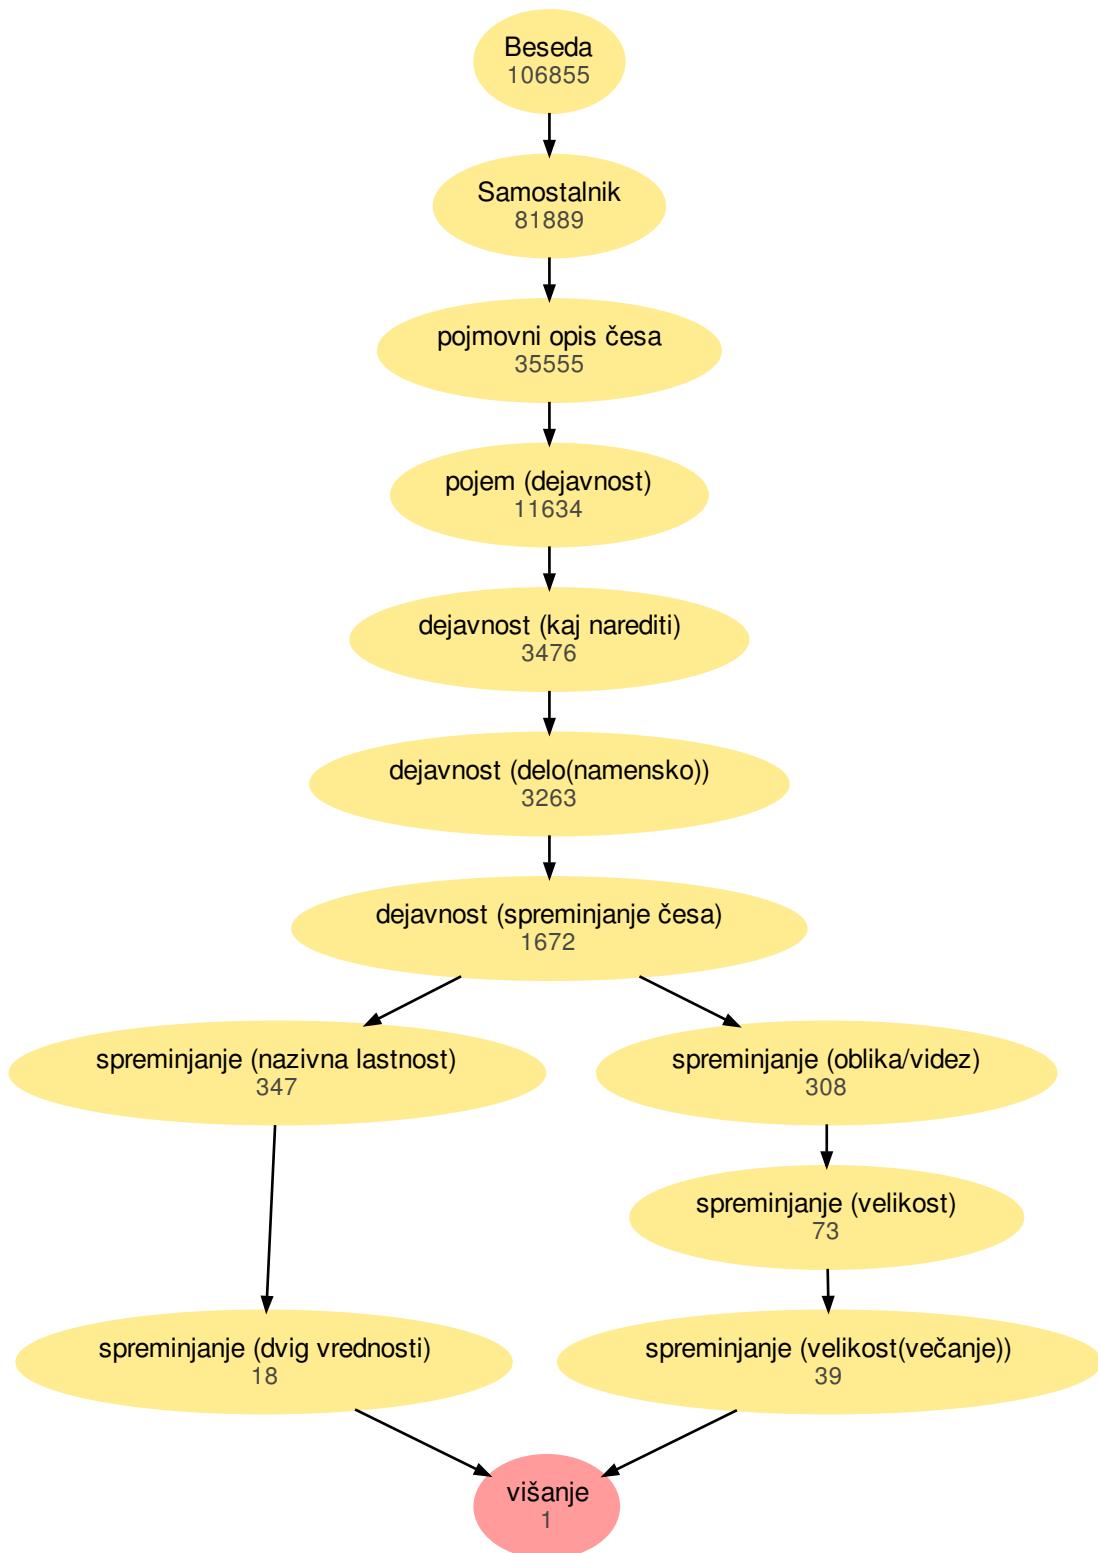 Beseda
106855
Samostalnik
81889
pojmovni opis česa
35555
pojem (dejavnost)
11634
dejavnost (kaj narediti)
3476
dejavnost (delo(namensko))
3263
dejavnost (spreminjanje česa)
1672
spreminjanje (nazivna lastnost)
347
spreminjanje (oblika/videz)
308
spreminjanje (velikost)
73
spreminjanje (dvig vrednosti)
18
spreminjanje (velikost(večanje))
39
višanje
1